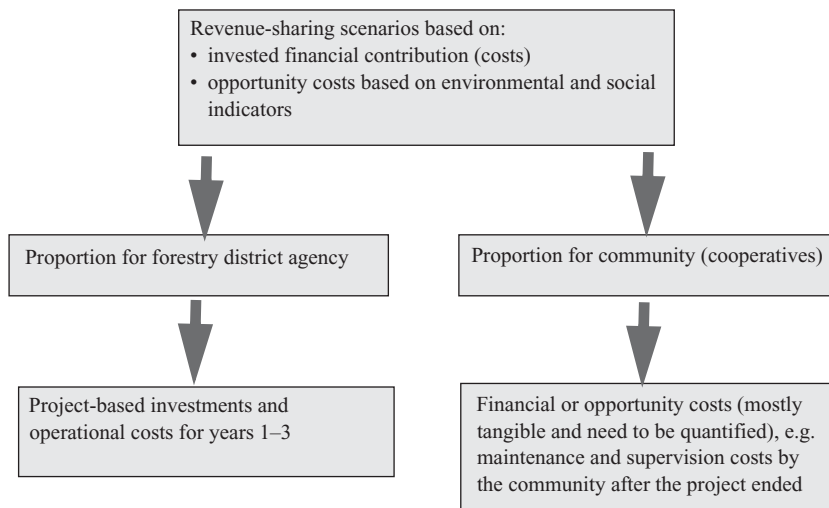 Revenue-sharing scenarios based on:
• invested financial contribution (costs)
• opportunity costs based on environmental and social
indicators
Proportion for forestry district agency
Proportion for community (cooperatives)
Project-based investments and
operational costs for years 1–3
Financial or opportunity costs (mostly
tangible and need to be quantified), e.g.
maintenance and supervision costs by
the community after the project ended